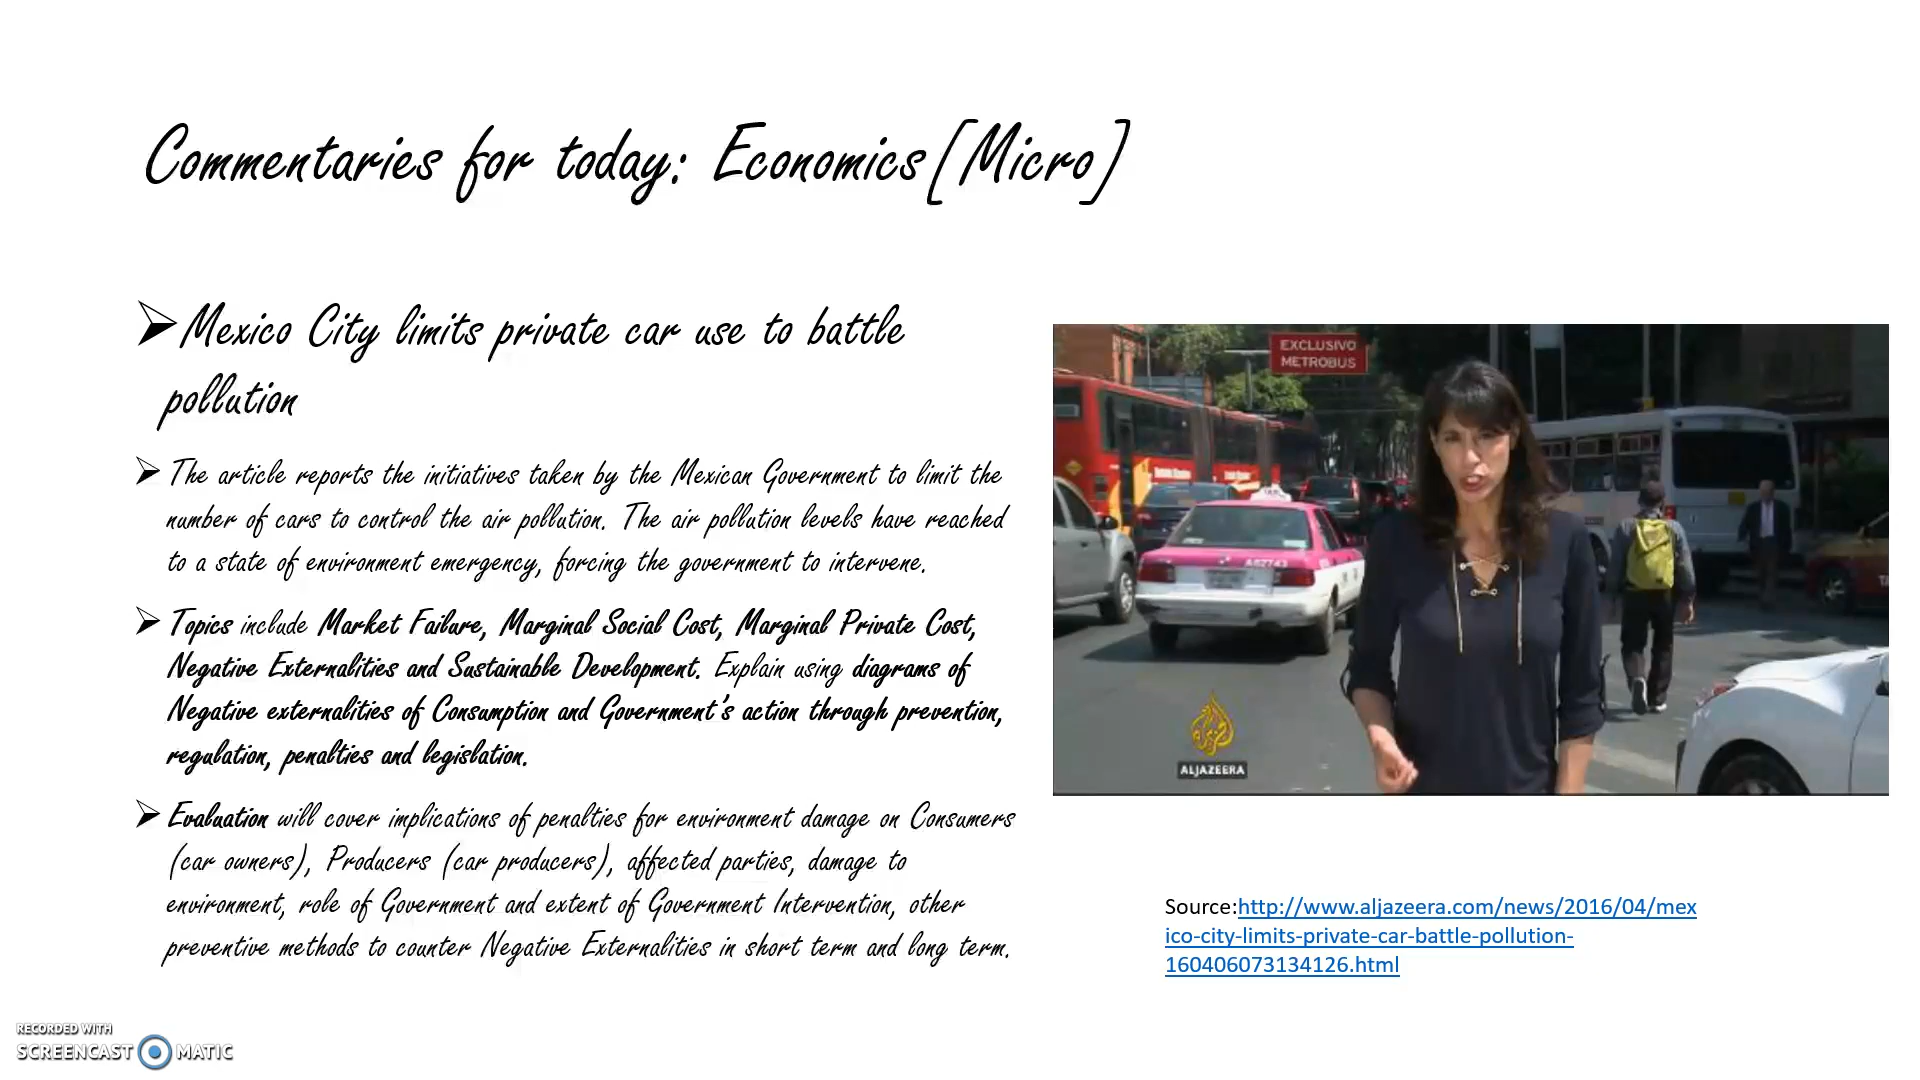 Commentaries for today: Economics[Micro]
Mexico City limits private car use to battle
pollution
The article reports the initiatives taken by the Mexican Government to limit the
number of cars to control the air pollution. The air pollution levels have reached
to a state of environment emergency, forcing the government to intervene.
Topics include Market Failure, Marginal Social Cost, Marginal Private Cost,
Negative Externalities and Sustainable Development. Explain using diagrams of
Negative externalities of Consumption and Government's action through prevention,
regulation, penalties and legislation.
Evaluation will cover implications of penalties for environment damage on Consumers
(car owners), Producers (car producers), affected parties, damage to
environment, role of Government and extent of Government Intervention, other
preventive methods to counter Negative Externalities in short term and long term.
EXCLUSIVO
METROBUS
TAXI
A02743
ALJAZEERA
Source:http://www.aljazeera.com/news/2016/04/mex
ico-city-limits-private-car-battle-pollution-
160406073134126.html
RECORDED WITH
SCREENCAST MATIC